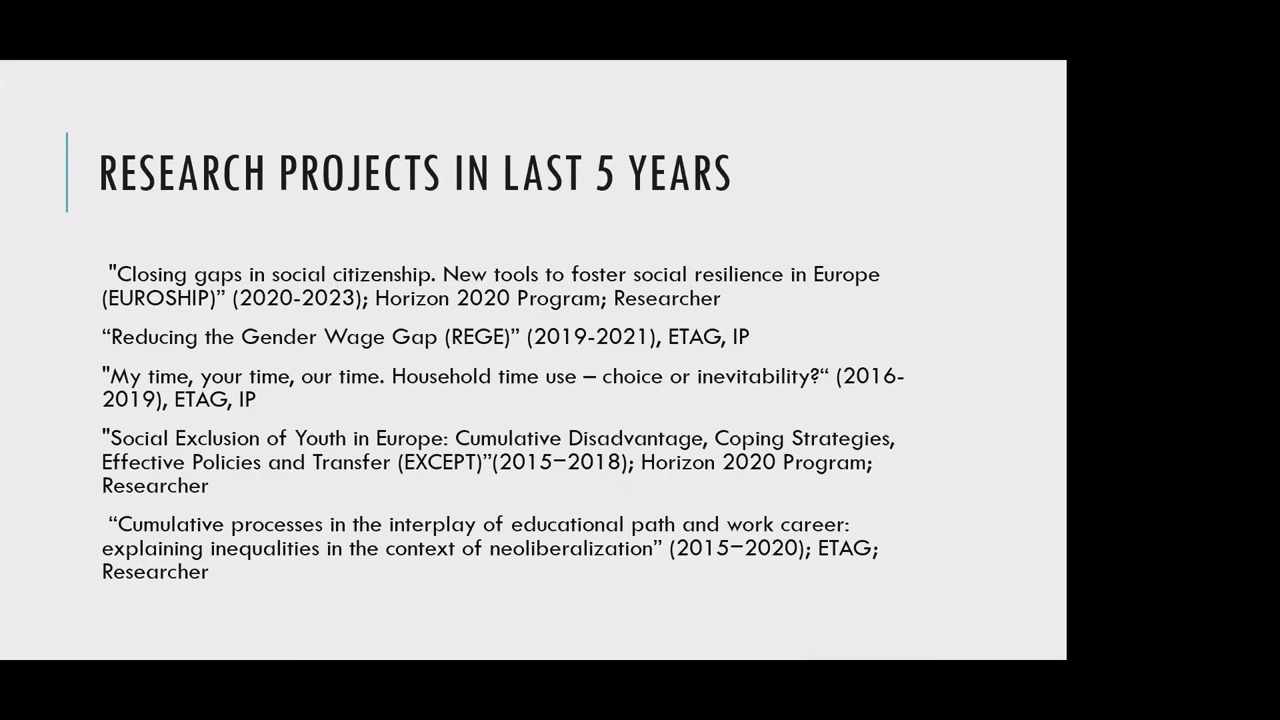 RESEARCH PROJECTS IN LAST 5 YEARS
"Closing gaps in social citizenship. New tools to foster social resilience in Europe
(EUROSHIP)” (2020-2023); Horizon 2020 Program; Researcher
“Reducing the Gender Wage Gap (REGE)” (2019-2021), ETAG, IP
"My time, your time, our time. Household time use – choice or inevitability?“ (2016-
2019), ETAG, IP
"Social Exclusion of Youth in Europe: Cumulative Disadvantage, Coping Strategies,
Effective Policies and Transfer (EXCEPT)”(2015−2018); Horizon 2020 Program;
Researcher
“Cumulative processes in the interplay of educational path and work career:
explaining inequalities in the context of neoliberalization” (2015−2020); ETAG;
Researcher